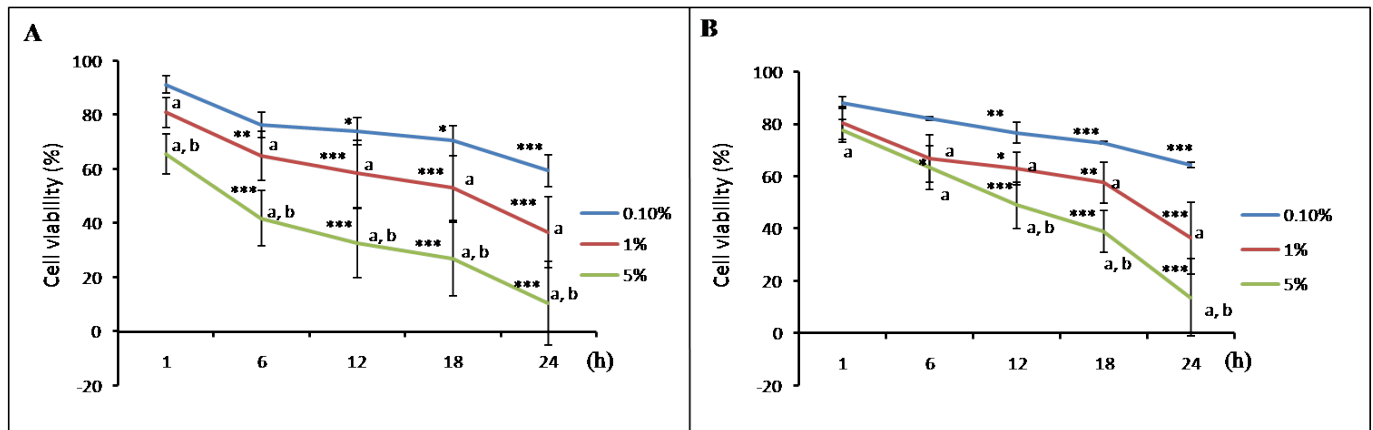 A
100
80
60
40
20
0
-20
Cell viability (%)
a
a, b
** a
*** a, b
*
*** a
*** a, b
*
*** a
*** a, b
***
*** a
*** a, b
0.10%
1%
5%
1 6 12 18 24 (h)
B
100
80
60
40
20
0
-20
Cell viability (%)
a
a
*
a
**
* a
*** a, b
***
** a
*** a, b
***
*** a
*** a, b
0.10%
1%
5%
1 6 12 18 24 (h)